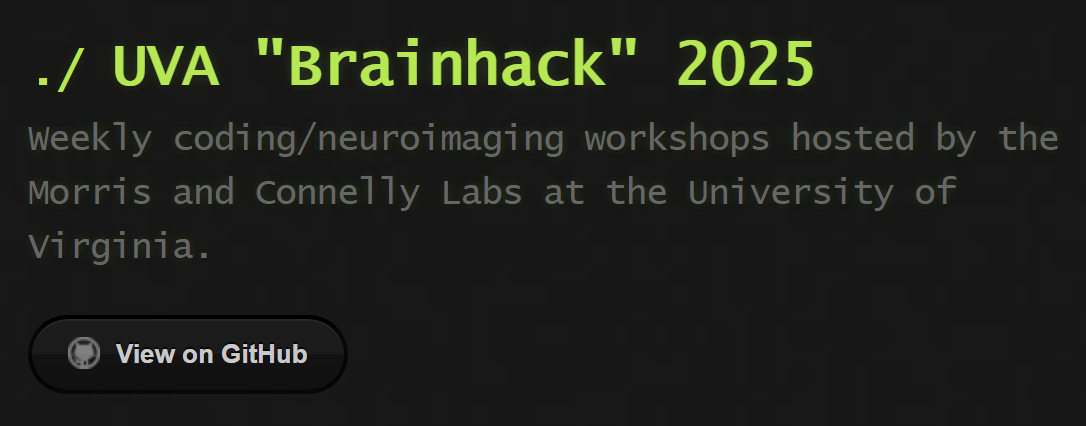 ./ UVA "Brainhack" 2025
Weekly coding/neuroimaging workshops hosted by the
Morris and Connelly Labs at the University of
Virginia.
View on GitHub